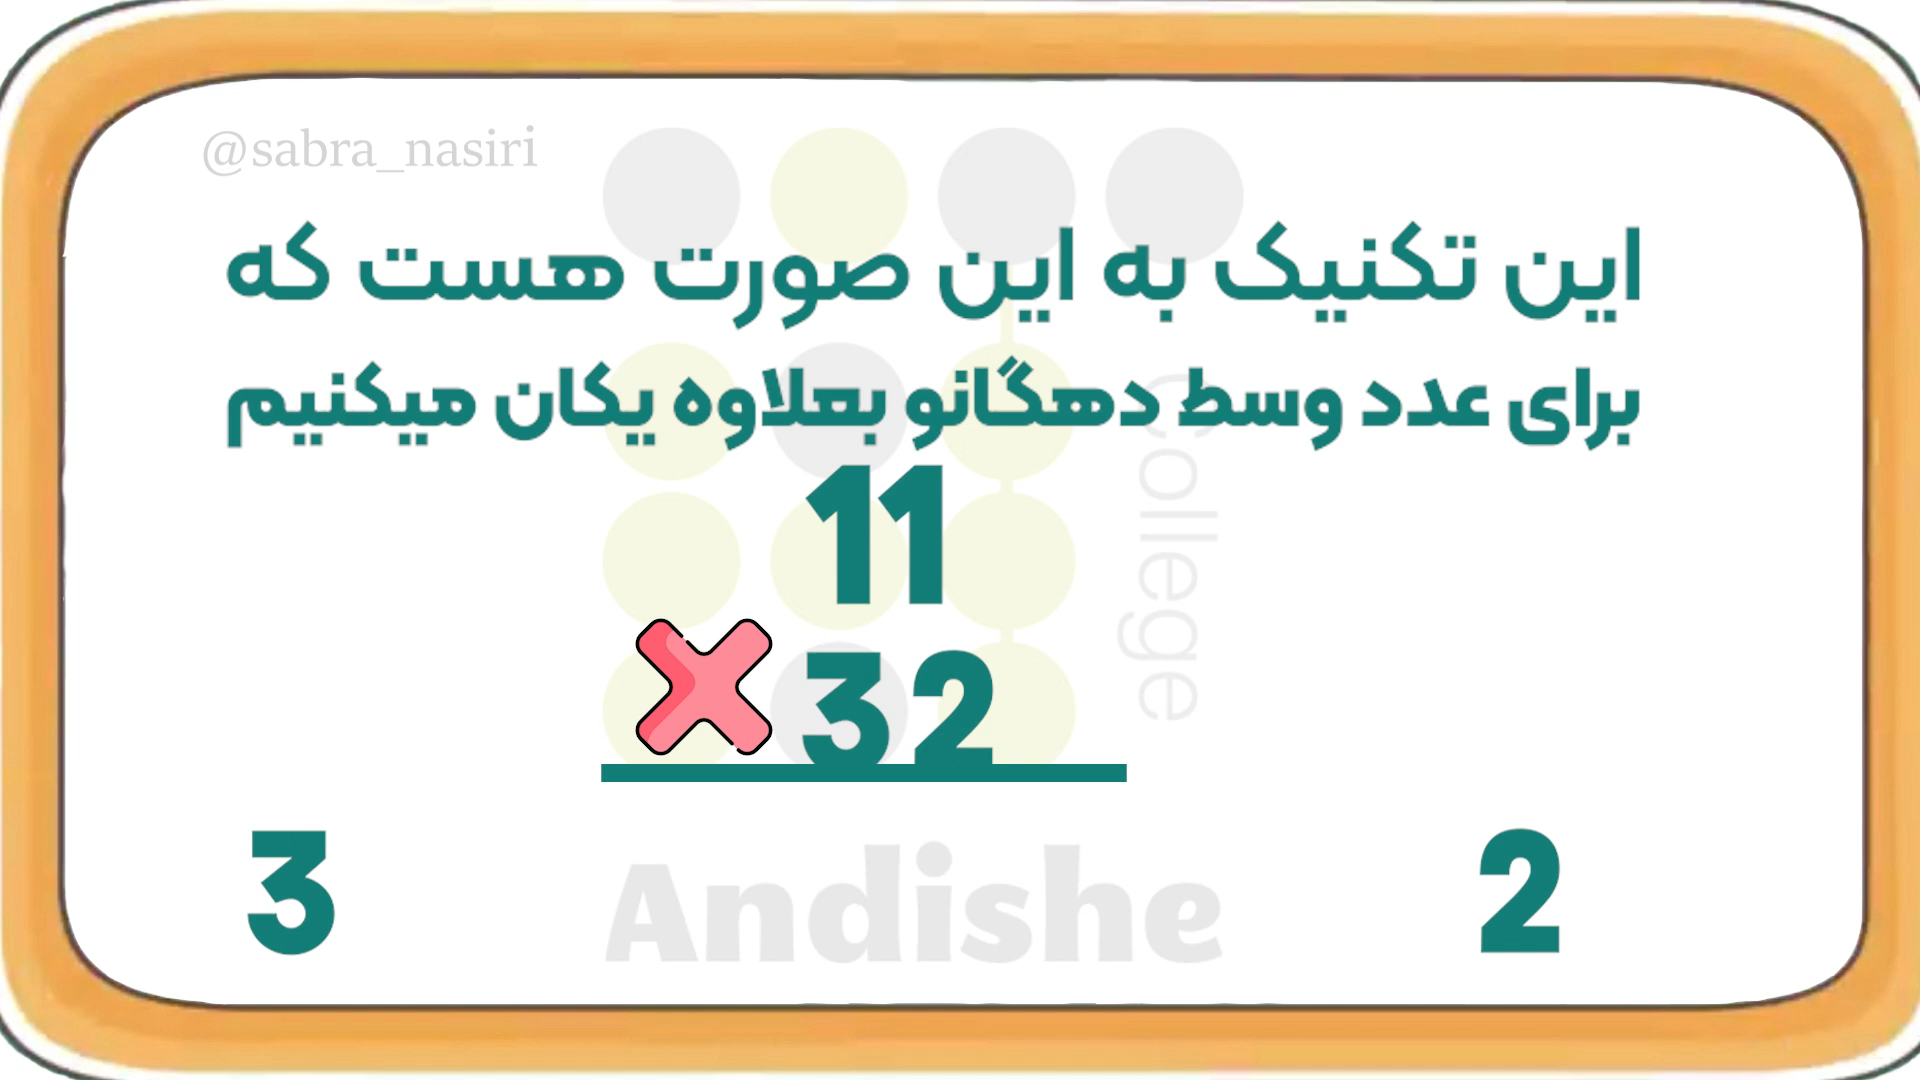 @sabra_nasiri
این تکنیک به این صورت هست که
برای عدد وسط دهگانو بعلاوه یکان میکنیم
11
32
3 2
College
Andishe